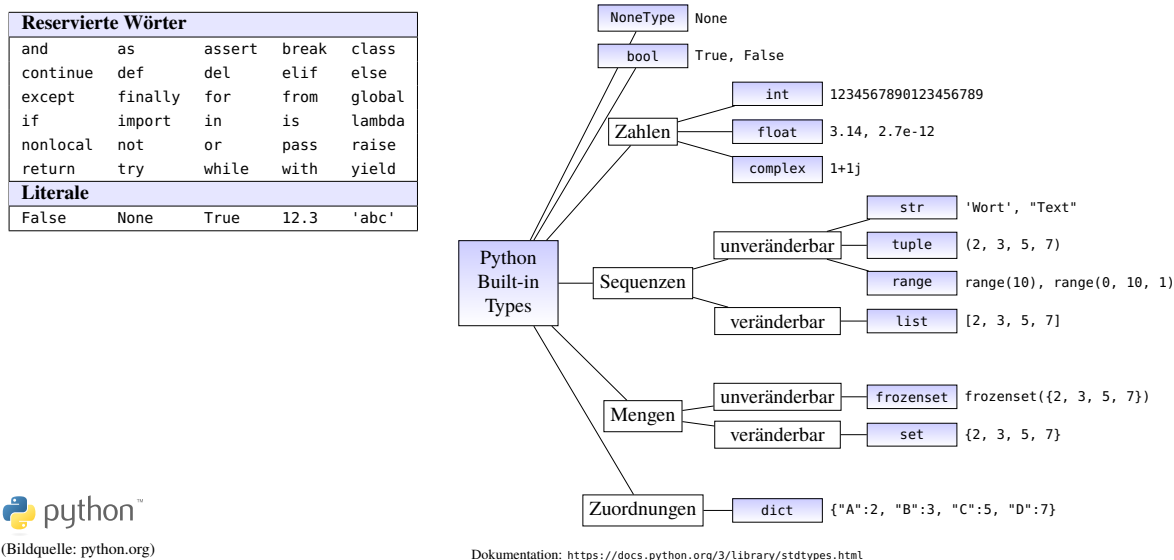 Reservierte Wörter
and as assert break class
continue def del elif else
except finally for from global
if import in is lambda
nonlocal not or pass raise
return try while with yield
Literale
False None True 12.3 'abc'
python™
(Bildquelle: python.org)
Python
Built-in
Types
NoneType None
bool True, False
Zahlen
int 1234567890123456789
float 3.14, 2.7e-12
complex 1+1j
Sequenzen
unveränderbar
str 'Wort', "Text"
tuple (2, 3, 5, 7)
range range(10), range(0, 10, 1)
veränderbar
list [2, 3, 5, 7]
Mengen
unveränderbar
frozenset frozenset({2, 3, 5, 7})
veränderbar
set {2, 3, 5, 7}
Zuordnungen
dict {"A":2, "B":3, "C":5, "D":7}
Dokumentation: https://docs.python.org/3/library/stdtypes.html